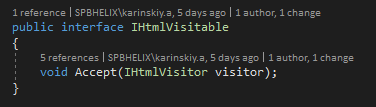 1 reference | SPBHELIX\karinskiy.a, 5 days ago | 1 author, 1 change
public interface IHtmlVisitable
{
5 references | SPBHELIX\karinskiy.a, 5 days ago | 1 author, 1 change
void Accept(IHtmlVisitor visitor);
}